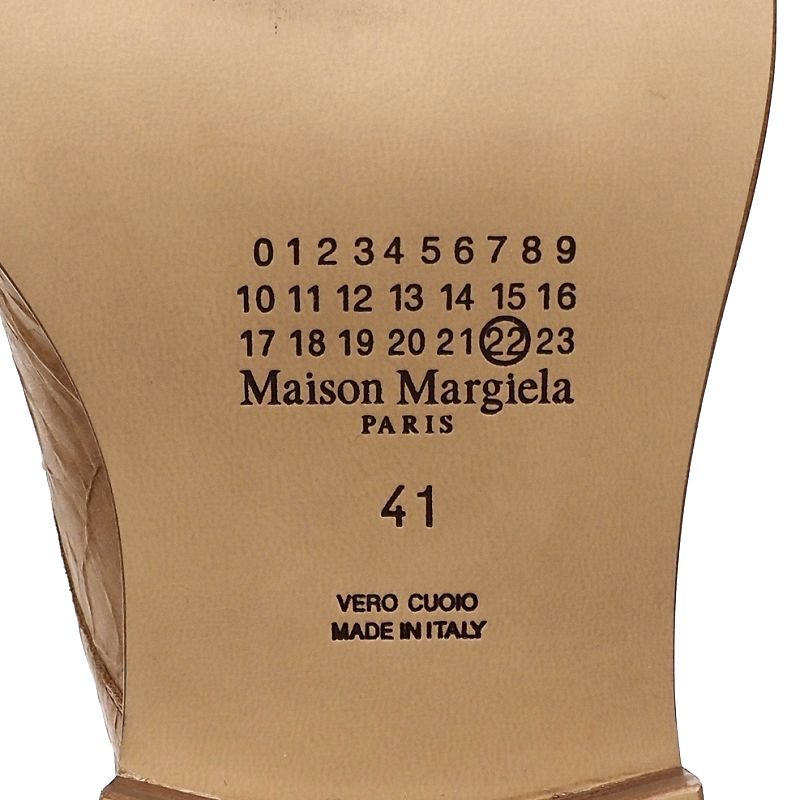 0 1 2 3 4 5 6 7 8 9
10 11 12 13 14 15 16
17 18 19 20 21 22 23
Maison Margiela
PARIS
41
VERO CUOIO
MADE IN ITALY